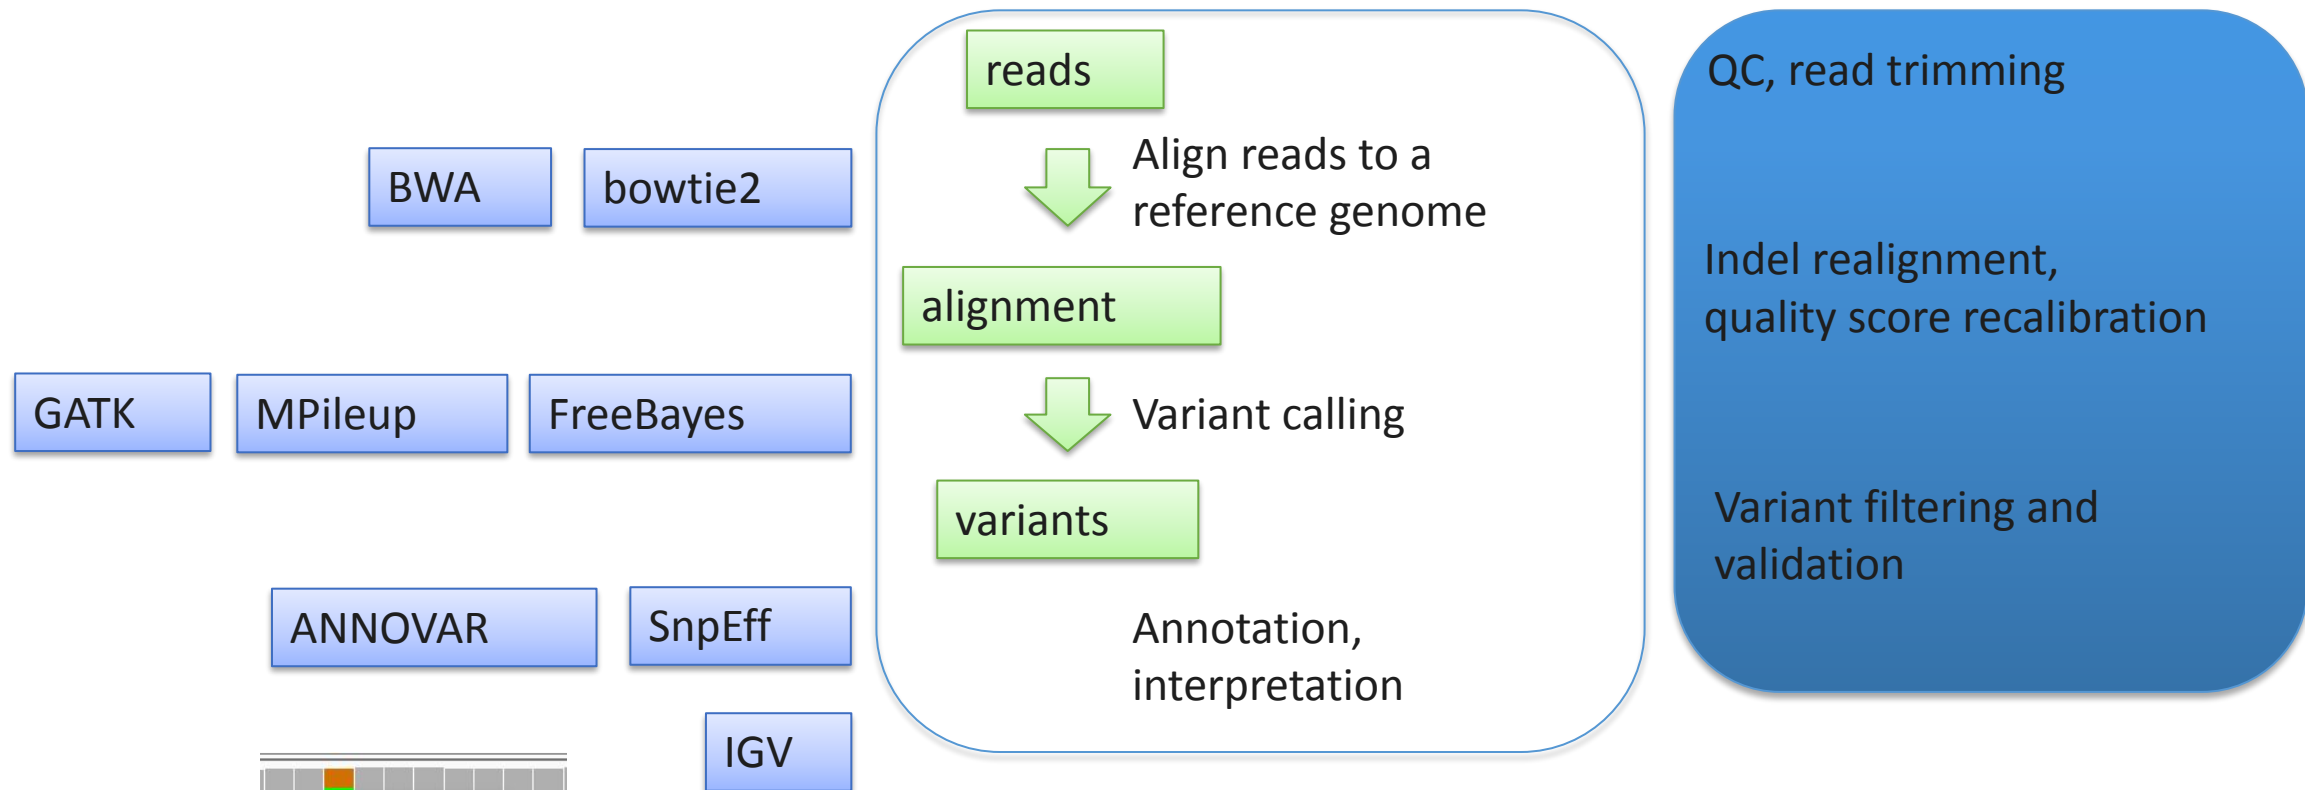 reads
QC, read trimming
BWA
bowtie2
Align reads to a
reference genome
Indel realignment,
quality score recalibration
alignment
GATK
MPileup
FreeBayes
Variant calling
variants
Variant filtering and
validation
ANNOVAR
SnpEff
Annotation,
interpretation
IGV